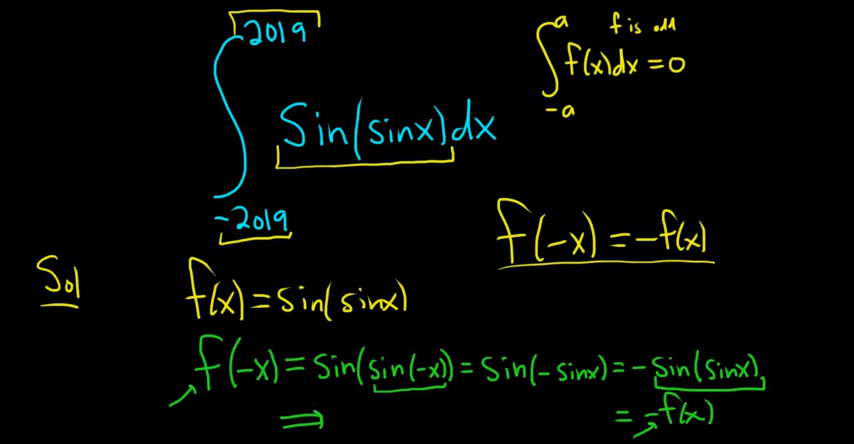 ∫_{-2019}^{2019} Sin(sinx)dx
f is odd
∫_{-a}^{a} f(x)dx = 0
f(-x) = -f(x)
Sol
f(x) = sin(sinx)
f(-x) = sin(sin(-x)) = sin(-sinx) = - sin(sinx)
⟹ = -f(x)